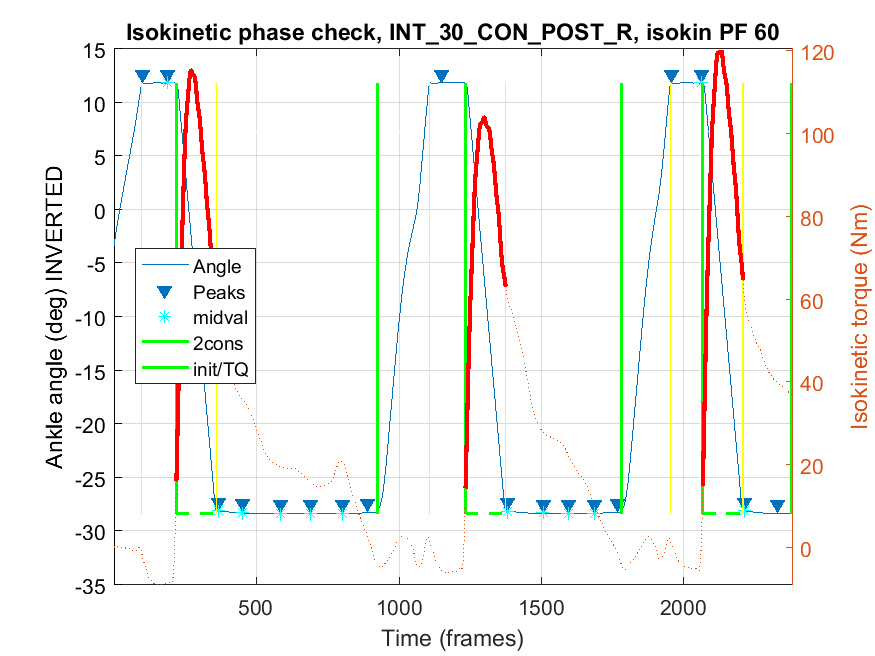 Isokinetic phase check, INT_30_CON_POST_R, isokin PF 60
15
10
5
0
-5
-10
-15
-20
-25
-30
-35
Ankle angle (deg) INVERTED
Angle
Peaks
midval
2cons
init/TQ
120
100
80
60
40
20
0
Isokinetic torque (Nm)
500
1000
1500
2000
Time (frames)